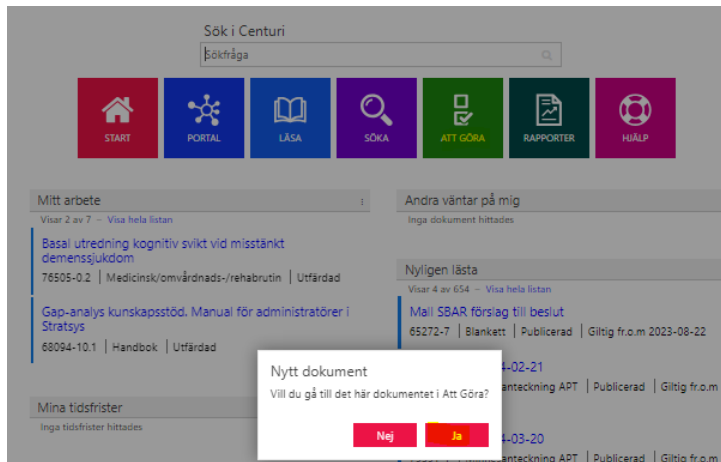 Sök i Centuri
Sökfråga
START
PORTAL
LÄSA
SÖKA
ATT GÖRA
RAPPORTER
HJÄLP
Mitt arbete
Visar 2 av 7 – Visa hela listan
Basal utredning kognitiv svikt vid misstänkt
demenssjukdom
76505-0.2 | Medicinsk/omvårdnads-/rehabrutin | Utfärdad
Gap-analys kunskapsstöd. Manual för administratörer i
Stratsys
68094-10.1 | Handbok | Utfärdad
Mina tidsfrister
Inga tidsfrister hittades
Andra väntar på mig
Inga dokument hittades
Nyligen lästa
Visar 4 av 654 – Visa hela listan
Mail SBAR förslag till beslut
65272-7 | Blankett | Publicerad | Giltig fr.o.m 2023-08-22
4-02-21
anteckning APT | Publicerad | Giltig fr.o.m
4-03-20
anteckning APT | Publicerad | Giltig fr.o.m
Nytt dokument
Vill du gå till det här dokumentet i Att Göra?
Nej
Ja